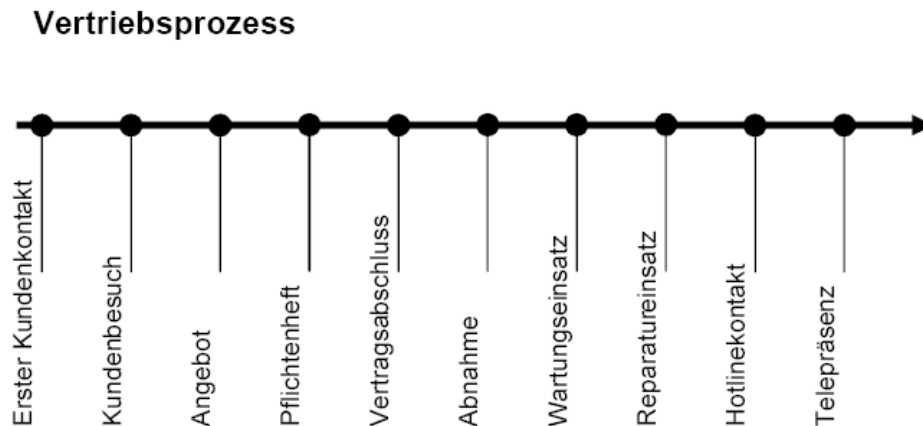 Vertriebsprozess
Erster Kundenkontakt
Kundenbesuch
Angebot
Pflichtenheft
Vertragsabschluss
Abnahme
Wartungseinsatz
Reparatureinsatz
Hotlinekontakt
Telepräsenz